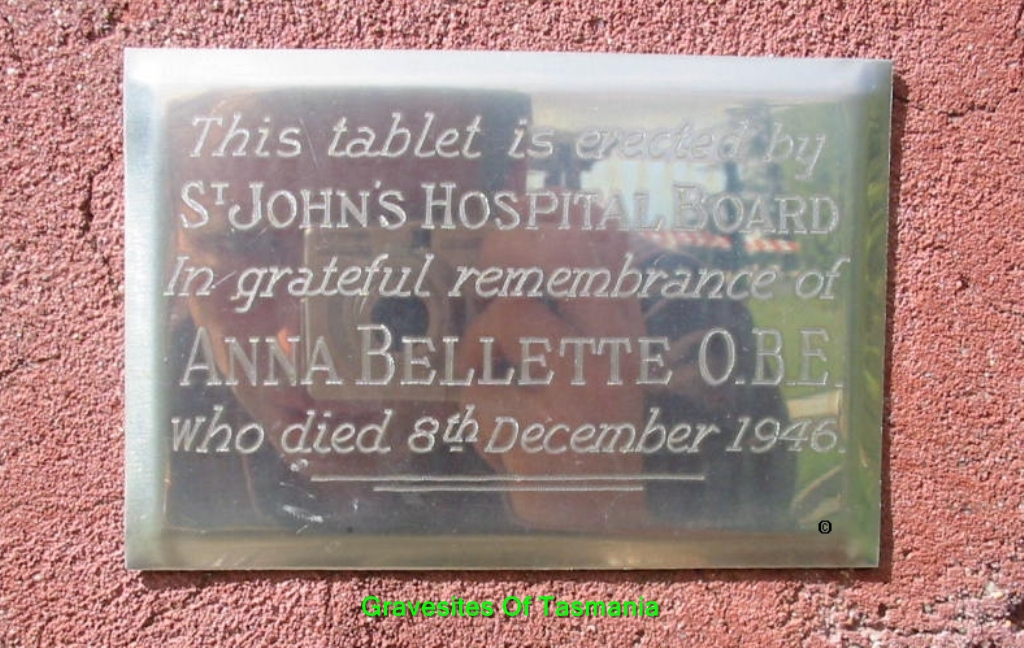 This tablet is erected by
ST JOHN'S HOSPITAL BOARD
In grateful remembrance of
ANNA BELLETTE O.B.E.
who died 8th December 1946.
©
Gravesites Of Tasmania